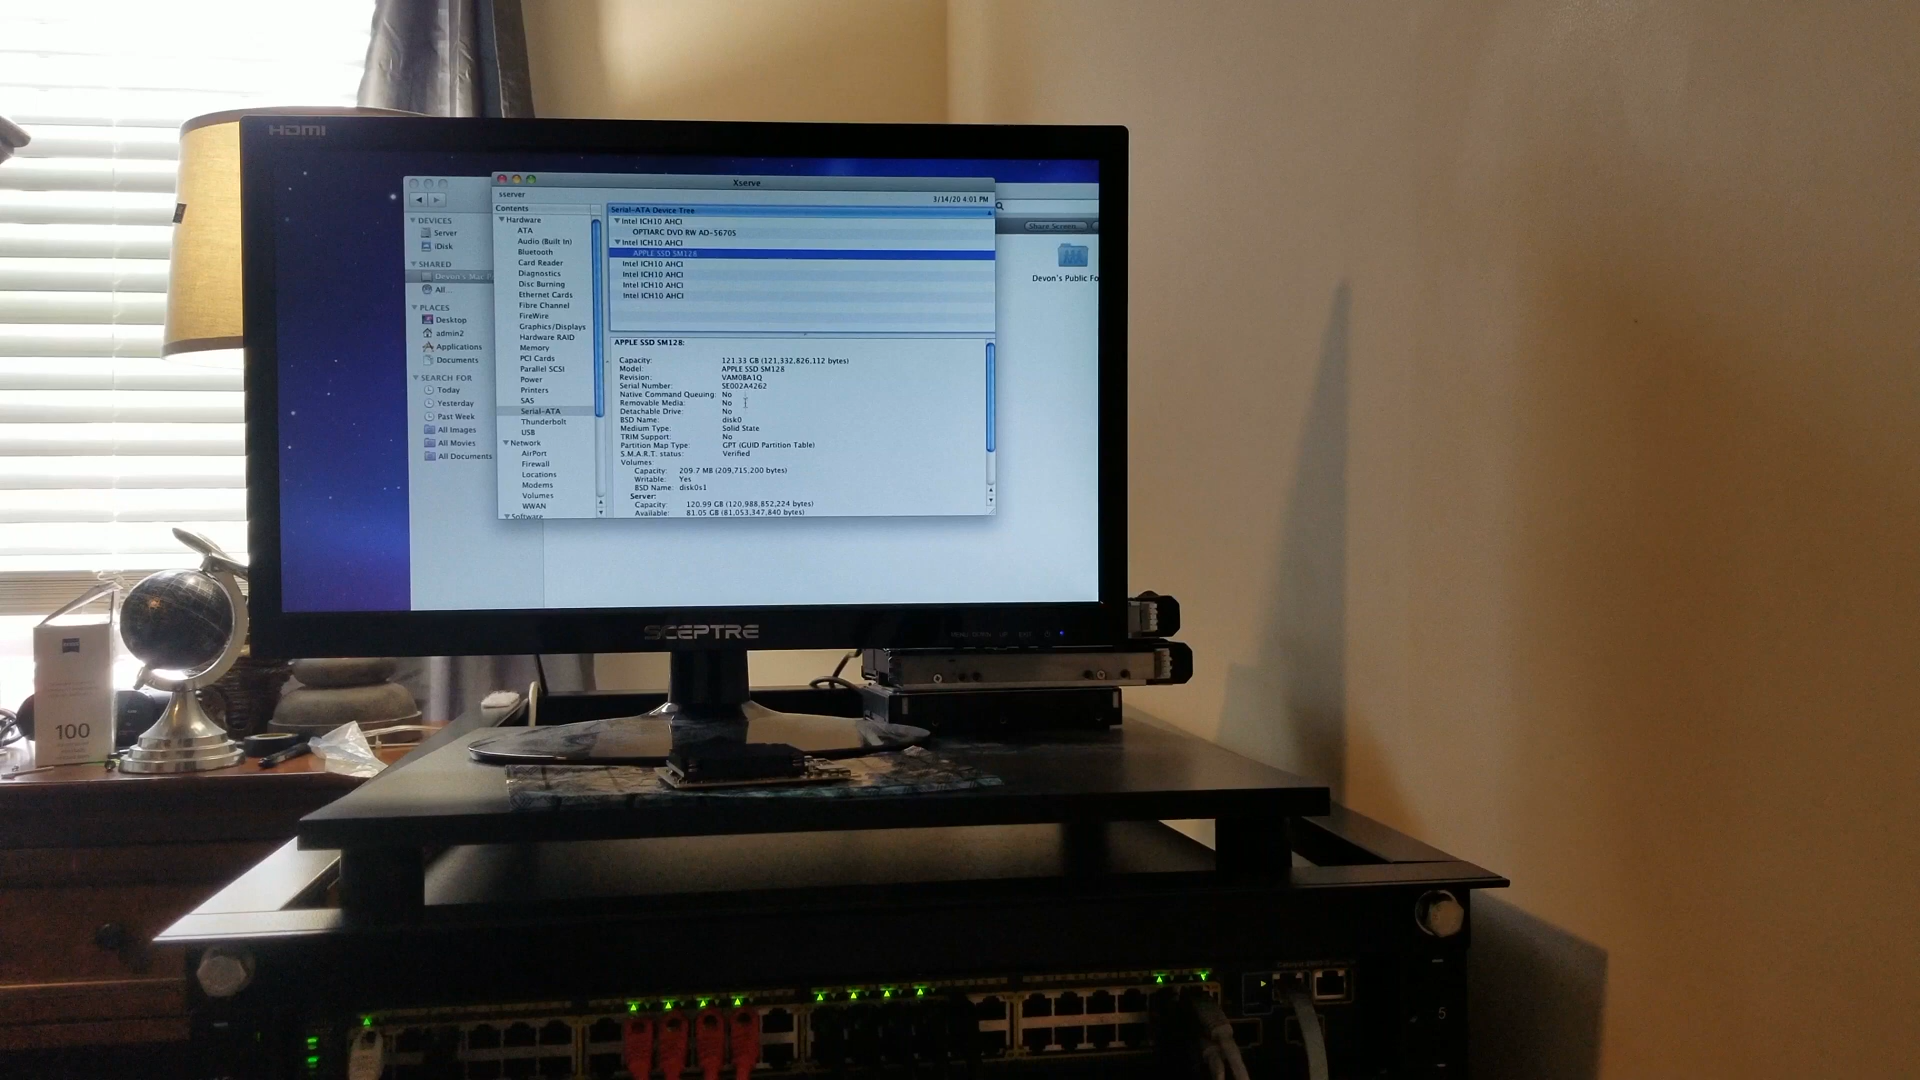 HDMI
Xserve
sserver
3/14/20 4:01 PM
Contents
Hardware
ATA
Audio (Built In)
Bluetooth
Card Reader
Diagnostics
Disc Burning
Ethernet Cards
Fibre Channel
FireWire
Graphics/Displays
Hardware RAID
Memory
PCI Cards
Parallel SCSI
Power
Printers
SAS
Serial-ATA
Thunderbolt
USB
Network
AirPort
Firewall
Locations
Modems
Volumes
WWAN
Software
Serial-ATA Device Tree
Intel ICH10 AHCI
OPTIARC DVD RW AD-5670S
Intel ICH10 AHCI
APPLE SSD SM128
Intel ICH10 AHCI
Intel ICH10 AHCI
Intel ICH10 AHCI
Intel ICH10 AHCI
APPLE SSD SM128:
Capacity: 121.33 GB (121,332,826,112 bytes)
Model: APPLE SSD SM128
Revision: VAM0BA1Q
Serial Number: SE002A4262
Native Command Queuing: No
Removable Media: No
Detachable Drive: No
BSD Name: disk0
Medium Type: Solid State
TRIM Support: No
Partition Map Type: GPT (GUID Partition Table)
S.M.A.R.T. status: Verified
Volumes:
Capacity: 209.7 MB (209,715,200 bytes)
Writable: Yes
BSD Name: disk0s1
Server:
Capacity: 120.99 GB (120,988,852,224 bytes)
Available: 81.05 GB (81,053,347,840 bytes)
DEVICES
Server
iDisk
SHARED
Devon's Mac P
All...
PLACES
Desktop
admin2
Applications
Documents
SEARCH FOR
Today
Yesterday
Past Week
All Images
All Movies
All Documents
Share Screen...
Devon's Public Fo
SCEPTRE
MENU DOWN UP EXIT
ZEISS
100
5